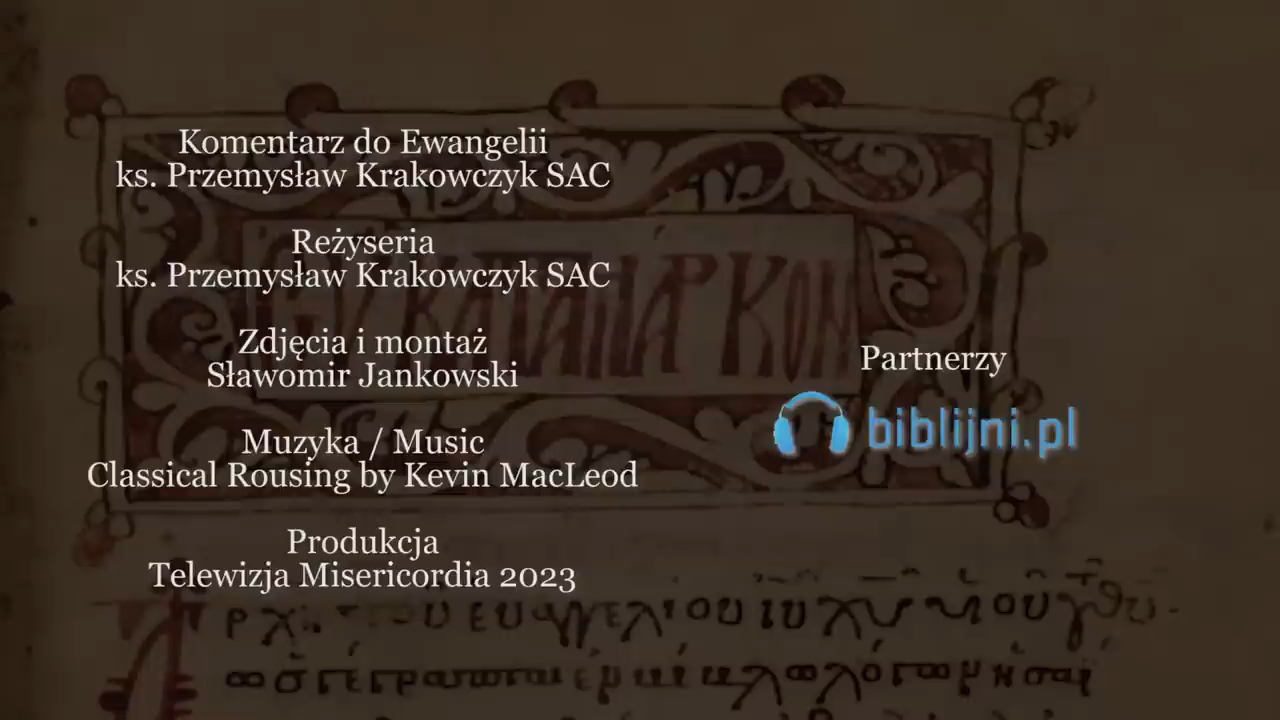 Komentarz do Ewangelii
ks. Przemysław Krakowczyk SAC
Reżyseria
ks. Przemysław Krakowczyk SAC
Zdjęcia i montaż
Sławomir Jankowski
Muzyka / Music
Classical Rousing by Kevin MacLeod
Produkcja
Telewizja Misericordia 2023
Partnerzy
biblijni.pl